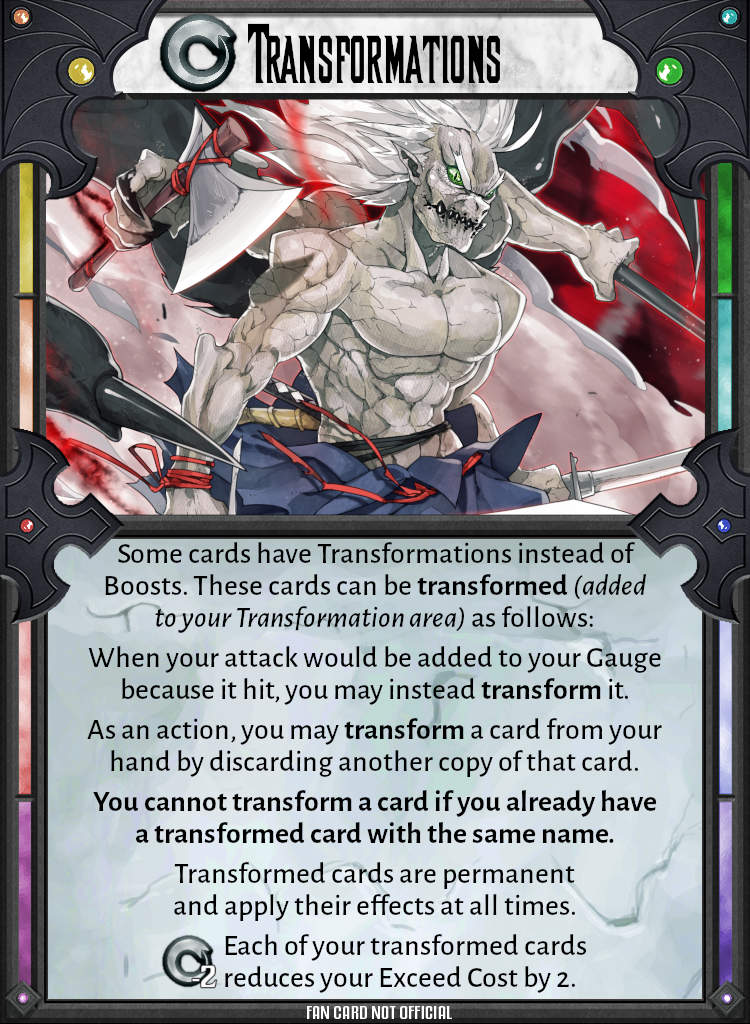 Transformations
Some cards have Transformations instead of
Boosts. These cards can be transformed (added
to your Transformation area) as follows:
When your attack would be added to your Gauge
because it hit, you may instead transform it.
As an action, you may transform a card from your
hand by discarding another copy of that card.
You cannot transform a card if you already have
a transformed card with the same name.
Transformed cards are permanent
and apply their effects at all times.
-2 Each of your transformed cards
reduces your Exceed Cost by 2.
FAN CARD NOT OFFICIAL